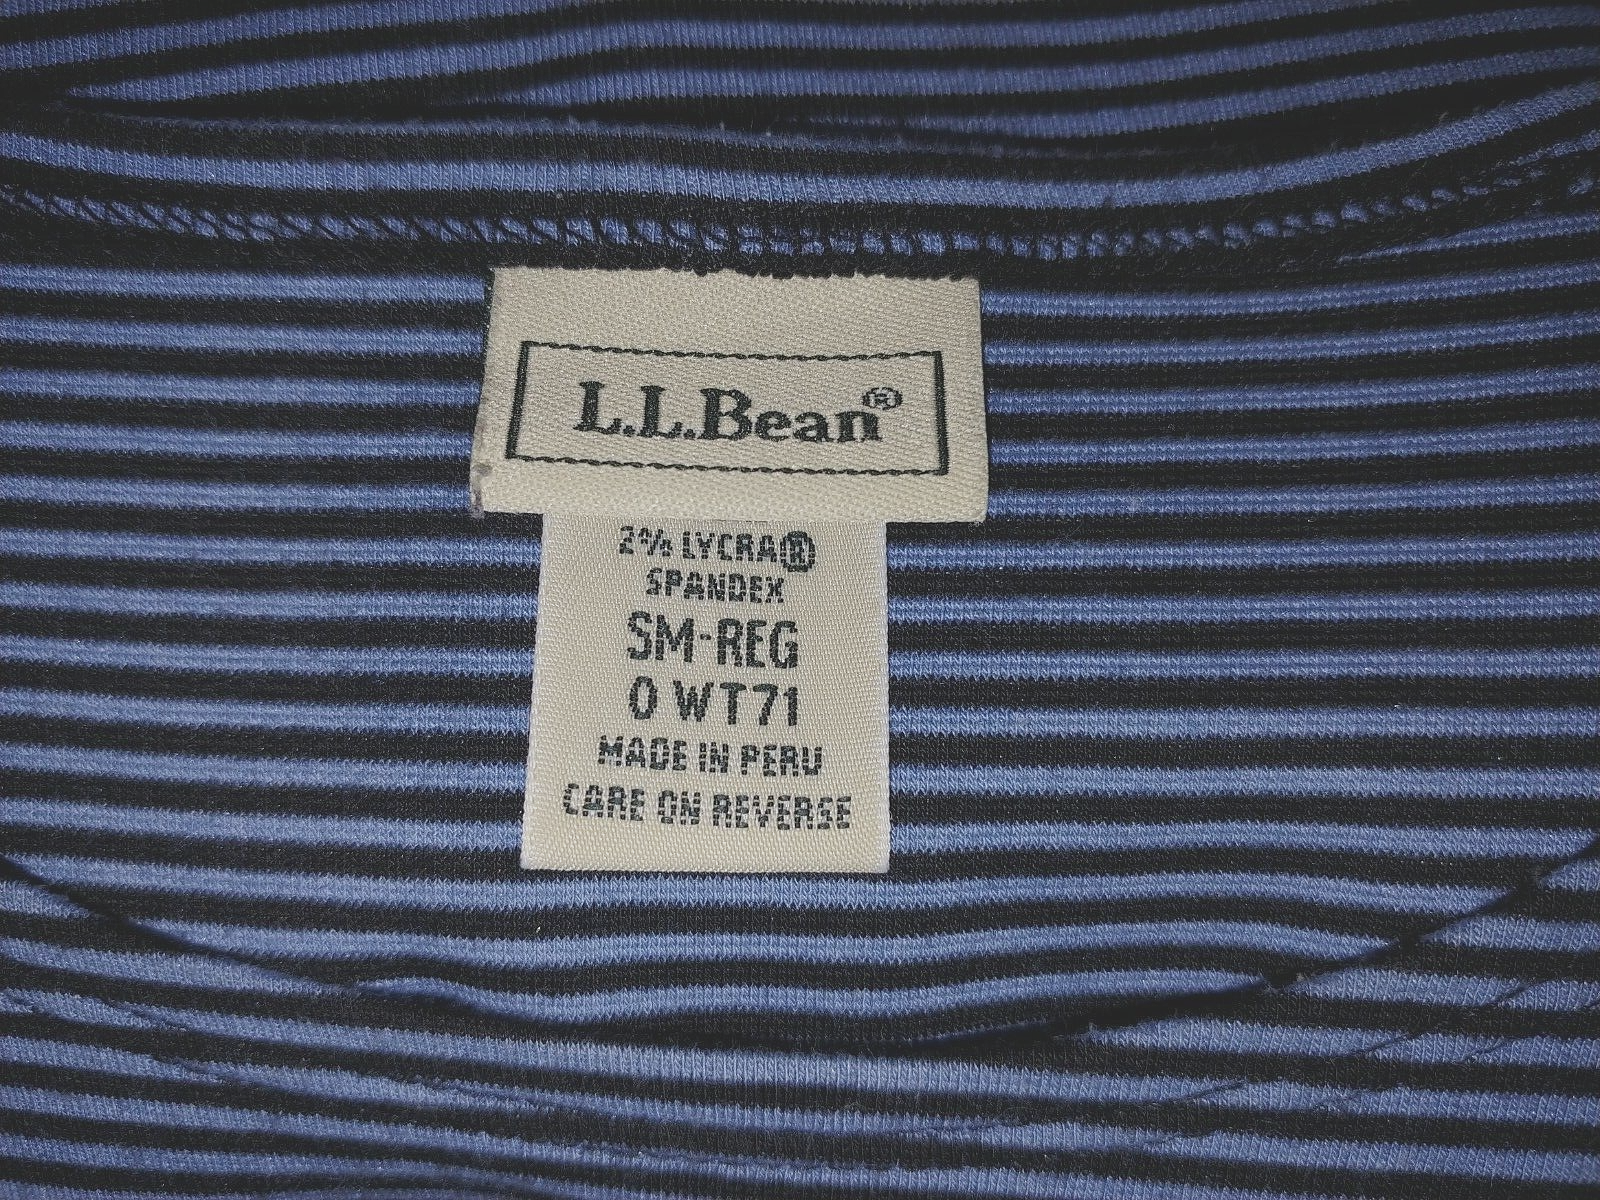 L.L.Bean®
2% LYCRA®
SPANDEX
SM-REG
0 WT71
MADE IN PERU
CARE ON REVERSE